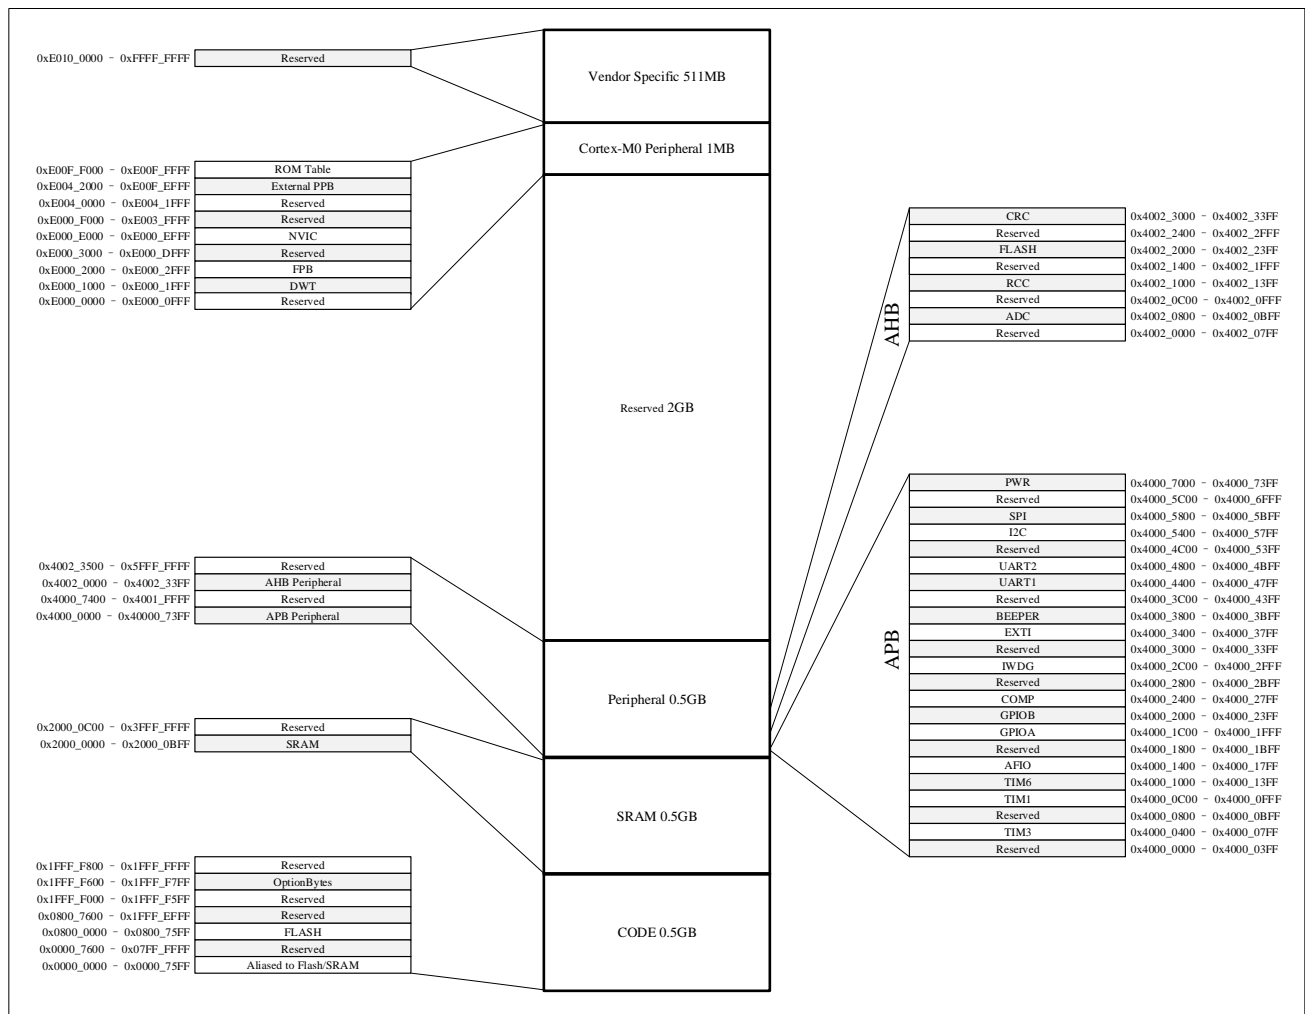 0xE010_0000 - 0xFFFF_FFFF Reserved
0xE00F_F000 - 0xE00F_FFFF ROM Table
0xE004_2000 - 0xE00F_EFFF External PPB
0xE004_0000 - 0xE004_1FFF Reserved
0xE000_F000 - 0xE003_FFFF Reserved
0xE000_E000 - 0xE000_EFFF NVIC
0xE000_3000 - 0xE000_DFFF Reserved
0xE000_2000 - 0xE000_2FFF FPB
0xE000_1000 - 0xE000_1FFF DWT
0xE000_0000 - 0xE000_0FFF Reserved
0x4002_3500 - 0x5FFF_FFFF Reserved
0x4002_0000 - 0x4002_33FF AHB Peripheral
0x4000_7400 - 0x4001_FFFF Reserved
0x4000_0000 - 0x40000_73FF APB Peripheral
0x2000_0C00 - 0x3FFF_FFFF Reserved
0x2000_0000 - 0x2000_0BFF SRAM
0x1FFF_F800 - 0x1FFF_FFFF Reserved
0x1FFF_F600 - 0x1FFF_F7FF OptionBytes
0x1FFF_F000 - 0x1FFF_F5FF Reserved
0x0800_7600 - 0x1FFF_EFFF Reserved
0x0800_0000 - 0x0800_75FF FLASH
0x0000_7600 - 0x07FF_FFFF Reserved
0x0000_0000 - 0x0000_75FF Aliased to Flash/SRAM
Vendor Specific 511MB
Cortex-M0 Peripheral 1MB
Reserved 2GB
Peripheral 0.5GB
SRAM 0.5GB
CODE 0.5GB
AHB
CRC 0x4002_3000 - 0x4002_33FF
Reserved 0x4002_2400 - 0x4002_2FFF
FLASH 0x4002_2000 - 0x4002_23FF
Reserved 0x4002_1400 - 0x4002_1FFF
RCC 0x4002_1000 - 0x4002_13FF
Reserved 0x4002_0C00 - 0x4002_0FFF
ADC 0x4002_0800 - 0x4002_0BFF
Reserved 0x4002_0000 - 0x4002_07FF
APB
PWR 0x4000_7000 - 0x4000_73FF
Reserved 0x4000_5C00 - 0x4000_6FFF
SPI 0x4000_5800 - 0x4000_5BFF
I2C 0x4000_5400 - 0x4000_57FF
Reserved 0x4000_4C00 - 0x4000_53FF
UART2 0x4000_4800 - 0x4000_4BFF
UART1 0x4000_4400 - 0x4000_47FF
Reserved 0x4000_3C00 - 0x4000_43FF
BEEPER 0x4000_3800 - 0x4000_3BFF
EXTI 0x4000_3400 - 0x4000_37FF
Reserved 0x4000_3000 - 0x4000_33FF
IWDG 0x4000_2C00 - 0x4000_2FFF
Reserved 0x4000_2800 - 0x4000_2BFF
COMP 0x4000_2400 - 0x4000_27FF
GPIOB 0x4000_2000 - 0x4000_23FF
GPIOA 0x4000_1C00 - 0x4000_1FFF
Reserved 0x4000_1800 - 0x4000_1BFF
AFIO 0x4000_1400 - 0x4000_17FF
TIM6 0x4000_1000 - 0x4000_13FF
TIM1 0x4000_0C00 - 0x4000_0FFF
Reserved 0x4000_0800 - 0x4000_0BFF
TIM3 0x4000_0400 - 0x4000_07FF
Reserved 0x4000_0000 - 0x4000_03FF